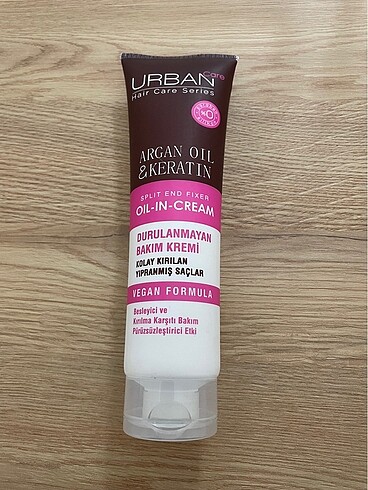 URBAN Care
Hair Care Series
%0
ARGAN OIL
& KERATIN
SPLIT END FIXER
OIL-IN-CREAM
DURULANMAYAN
BAKIM KREMİ
KOLAY KIRILAN
YIPRANMIŞ SAÇLAR
VEGAN FORMULA
Besleyici ve
Kırılma Karşıtı Bakım
Pürüzsüzleştirici Etki